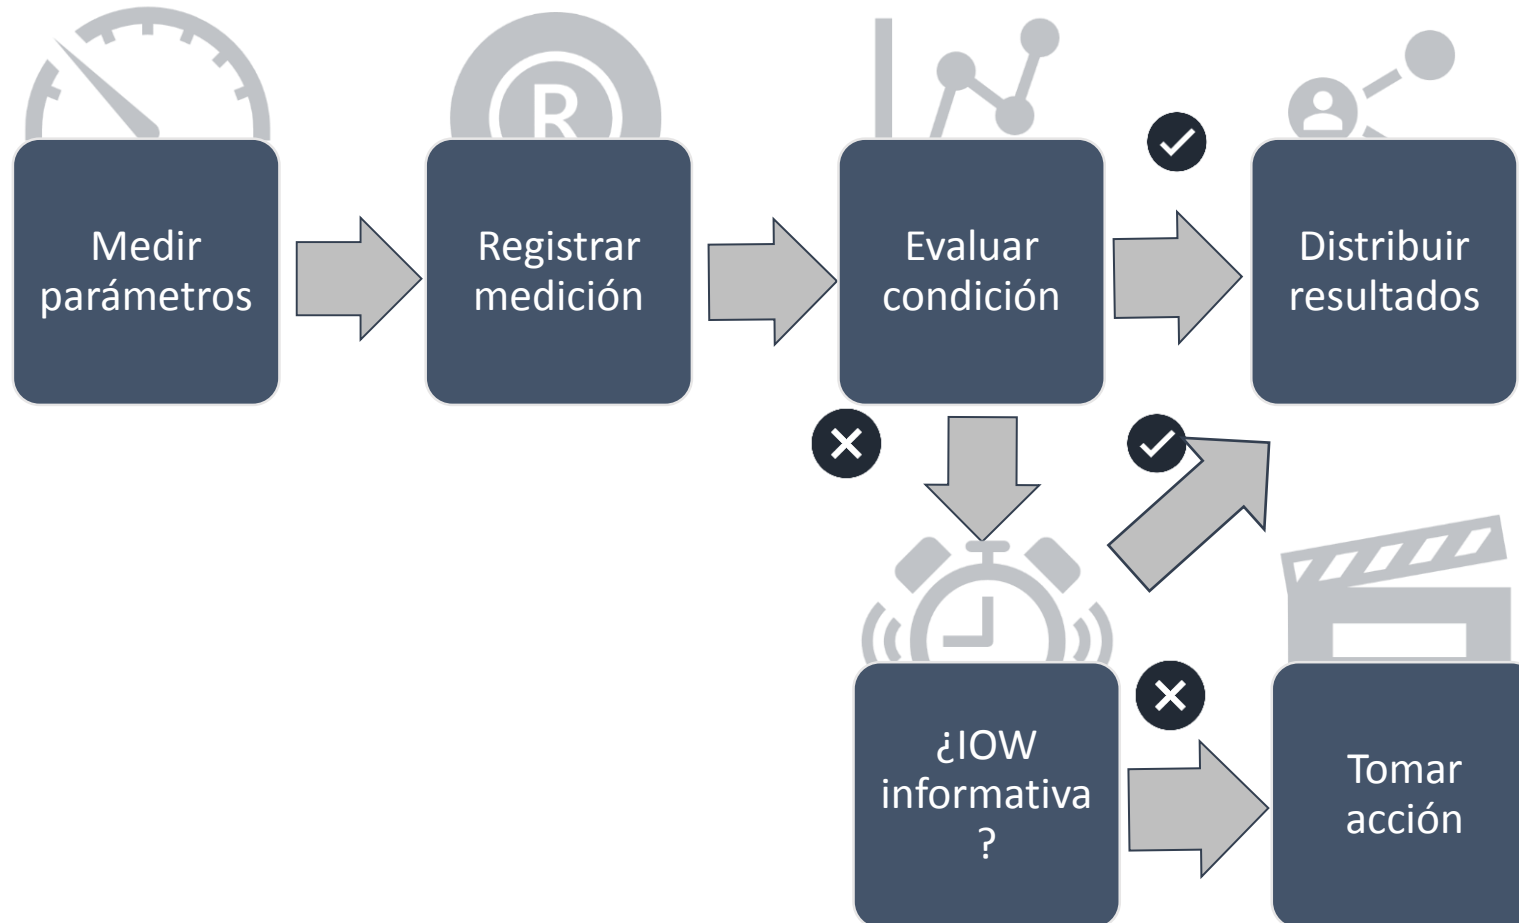 R
Medir
parámetros
Registrar
medición
Evaluar
condición
Distribuir
resultados
¿IOW
informativa
?
Tomar
acción